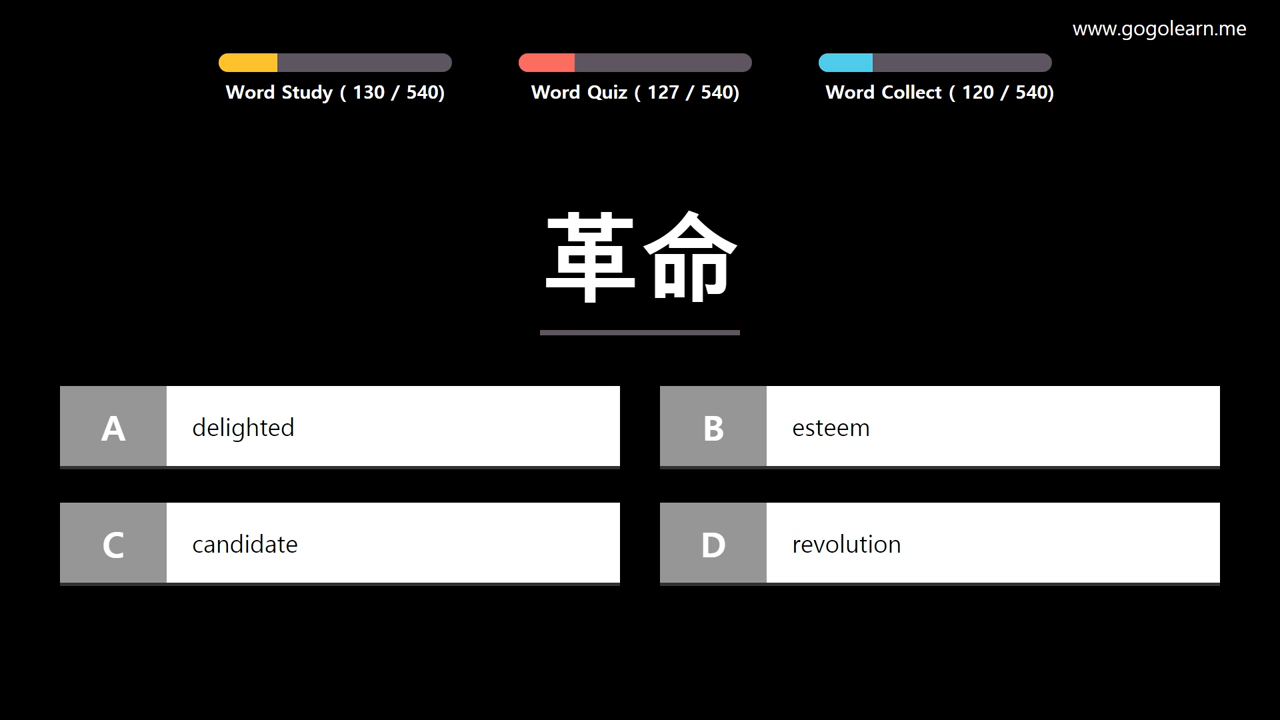 www.gogolearn.me
Word Study ( 130 / 540)
Word Quiz ( 127 / 540)
Word Collect ( 120 / 540)
革命
A delighted
B esteem
C candidate
D revolution